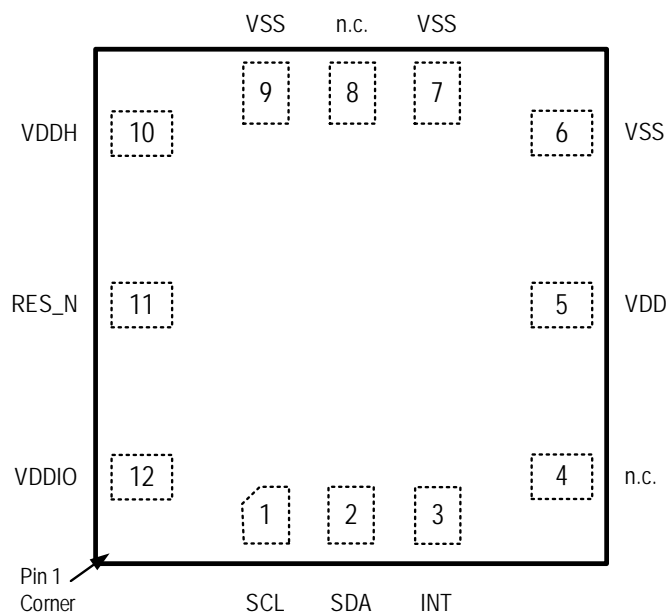 VSS n.c. VSS
9 8 7
VDDH 10 6 VSS
RES_N 11 5 VDD
VDDIO 12 4 n.c.
1 2 3
Pin 1
Corner
SCL SDA INT